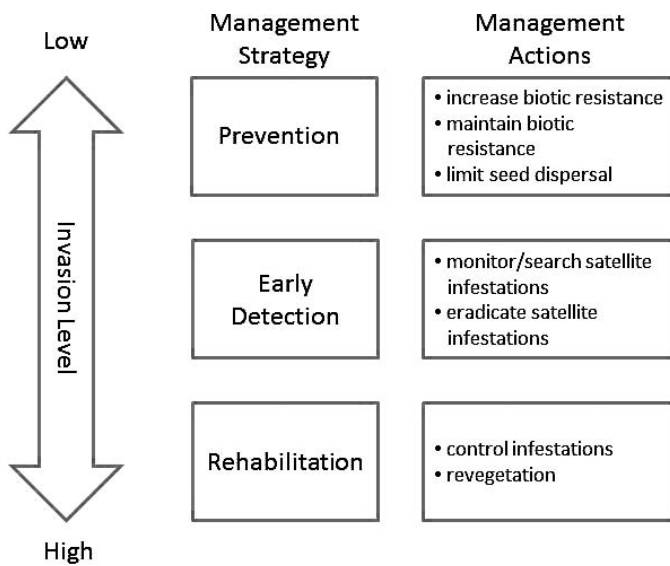 Low
Management
Strategy
Management
Actions
Prevention
• increase biotic resistance
• maintain biotic
resistance
• limit seed dispersal
Invasion Level
Early
Detection
• monitor/search satellite
infestations
• eradicate satellite
infestations
Rehabilitation
• control infestations
• revegetation
High